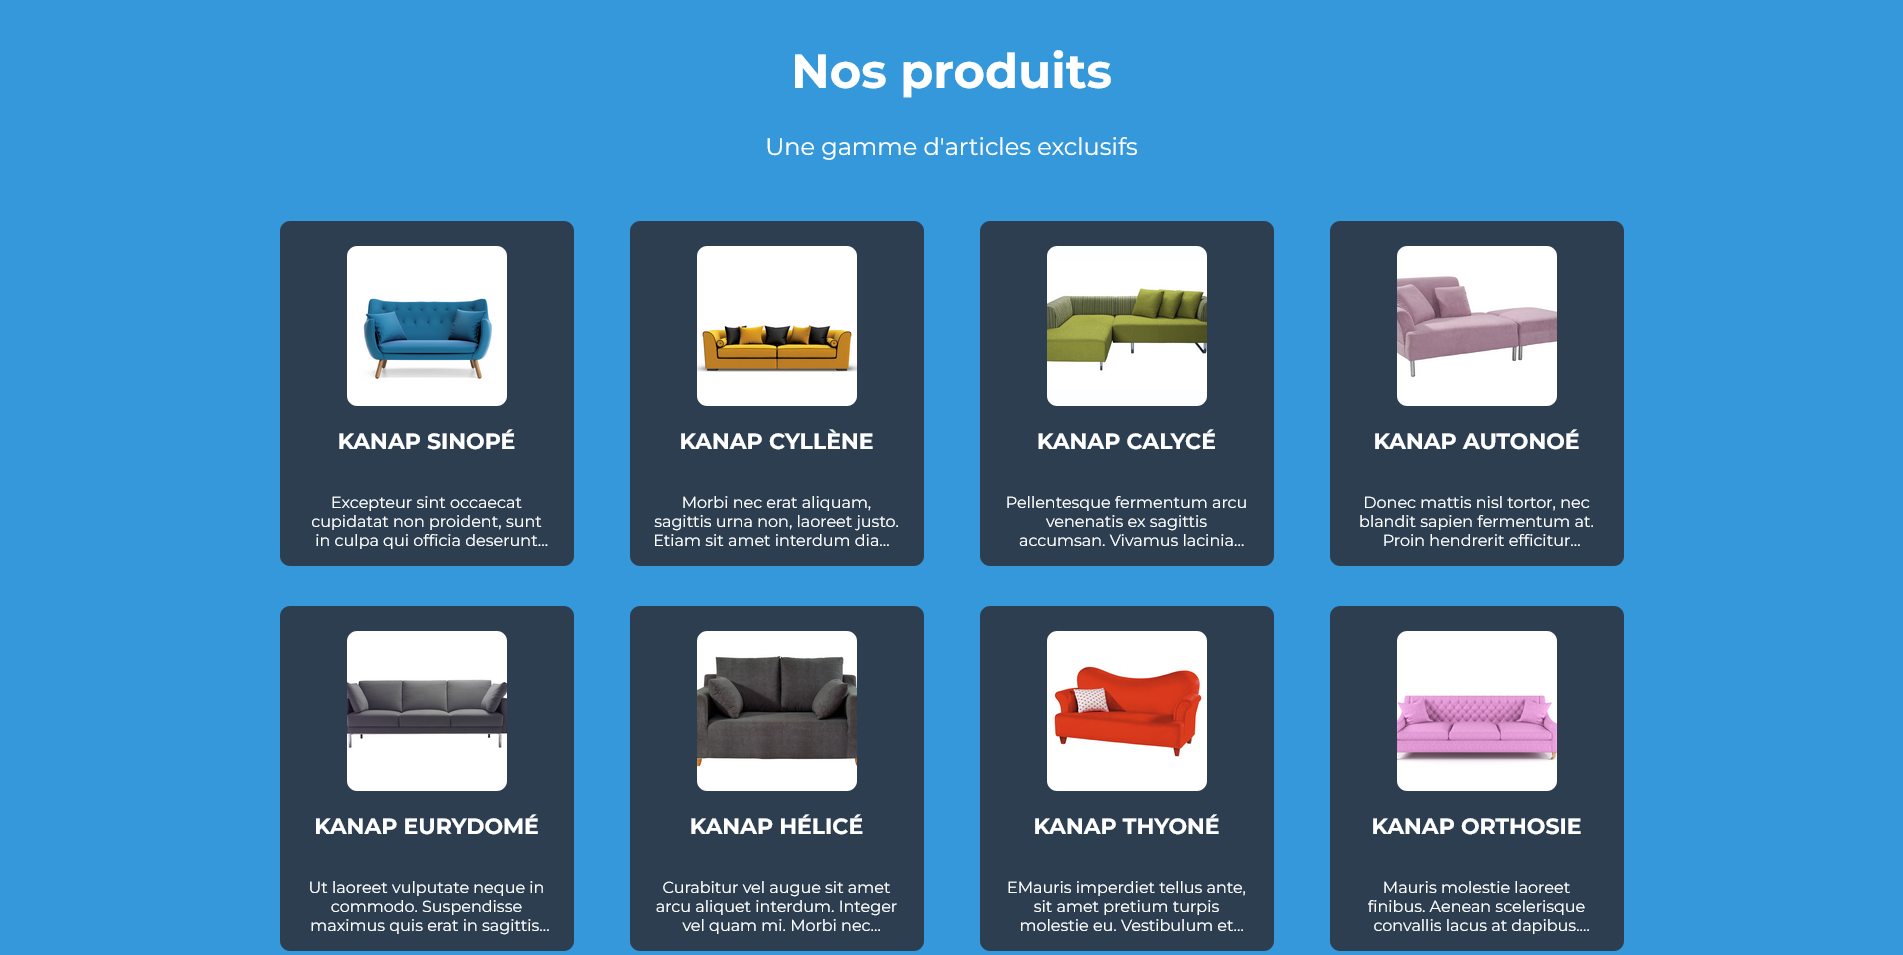 Nos produits
Une gamme d'articles exclusifs
KANAP SINOPÉ
Excepteur sint occaecat
cupidatat non proident, sunt
in culpa qui officia deserunt...
KANAP CYLLÈNE
Morbi nec erat aliquam,
sagittis urna non, laoreet justo.
Etiam sit amet interdum dia...
KANAP CALYCÉ
Pellentesque fermentum arcu
venenatis ex sagittis
accumsan. Vivamus lacinia...
KANAP AUTONOÉ
Donec mattis nisl tortor, nec
blandit sapien fermentum at.
Proin hendrerit efficitur...
KANAP EURYDOMÉ
Ut laoreet vulputate neque in
commodo. Suspendisse
maximus quis erat in sagittis...
KANAP HÉLICÉ
Curabitur vel augue sit amet
arcu aliquet interdum. Integer
vel quam mi. Morbi nec...
KANAP THYONÉ
EMauris imperdiet tellus ante,
sit amet pretium turpis
molestie eu. Vestibulum et...
KANAP ORTHOSIE
Mauris molestie laoreet
finibus. Aenean scelerisque
convallis lacus at dapibus....